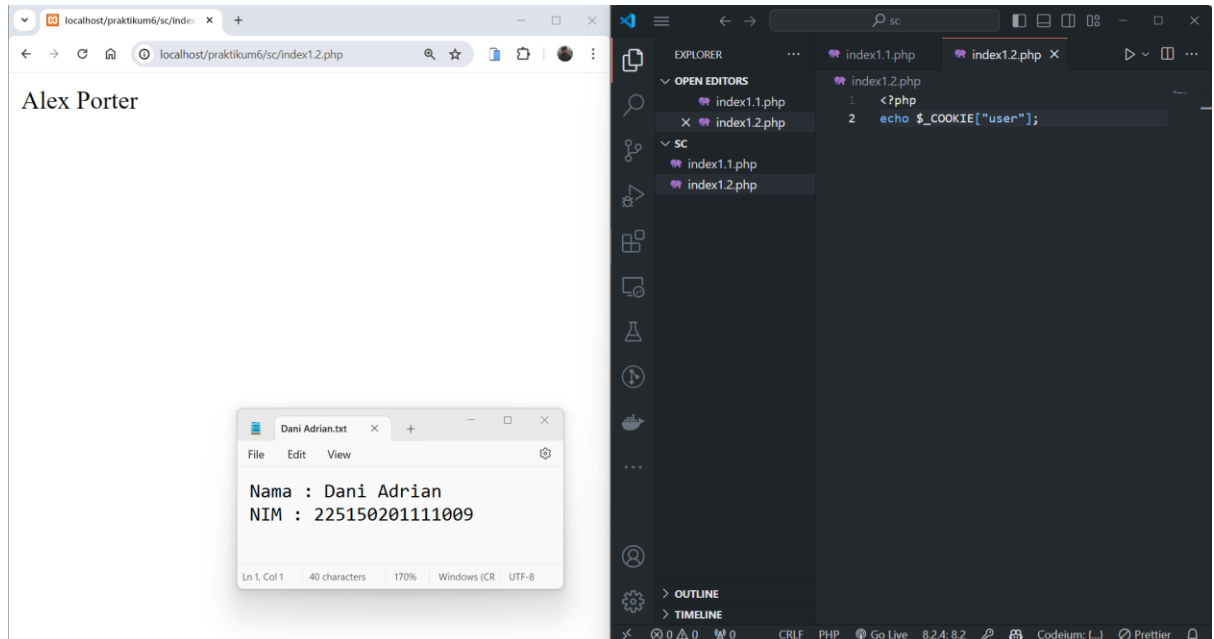 localhost/praktikum6/sc/index
localhost/praktikum6/sc/index1.2.php
Alex Porter
Dani Adrian.txt
File Edit View
Nama : Dani Adrian
NIM : 225150201111009
Ln 1, Col 1 40 characters 170% Windows (CR UTF-8
sc
EXPLORER
OPEN EDITORS
index1.1.php
index1.2.php
SC
index1.1.php
index1.2.php
OUTLINE
TIMELINE
index1.1.php index1.2.php
index1.2.php
1 <?php
2 echo $_COOKIE["user"];
0 0 0 CRLF PHP Go Live 8.2.4: 8.2 Codeium: {...} Prettier